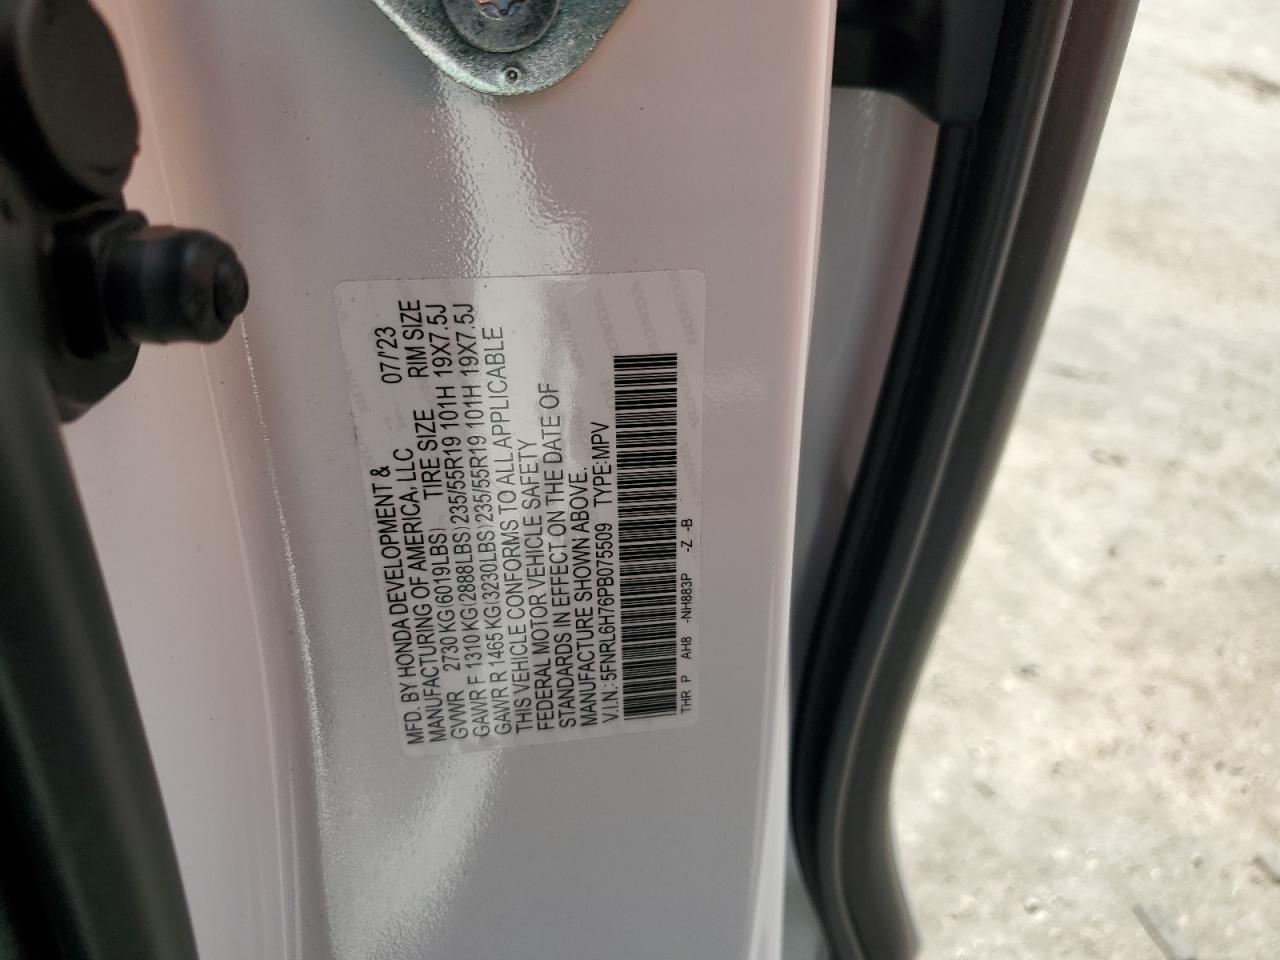 MFD. BY HONDA DEVELOPMENT &
MANUFACTURING OF AMERICA, LLC 07/'23
GVWR 2730 KG(6019LBS) TIRE SIZE RIM SIZE
GAWR F 1310 KG(2888LBS)235/55R19 101H 19X7.5J
GAWR R 1465 KG(3230LBS)235/55R19 101H 19X7.5J
THIS VEHICLE CONFORMS TO ALL APPLICABLE
FEDERAL MOTOR VEHICLE SAFETY
STANDARDS IN EFFECT ON THE DATE OF
MANUFACTURE SHOWN ABOVE.
V.I.N.:5FNRL6H76PB075509 TYPE:MPV
THR P AH8 -NH883P -Z -B